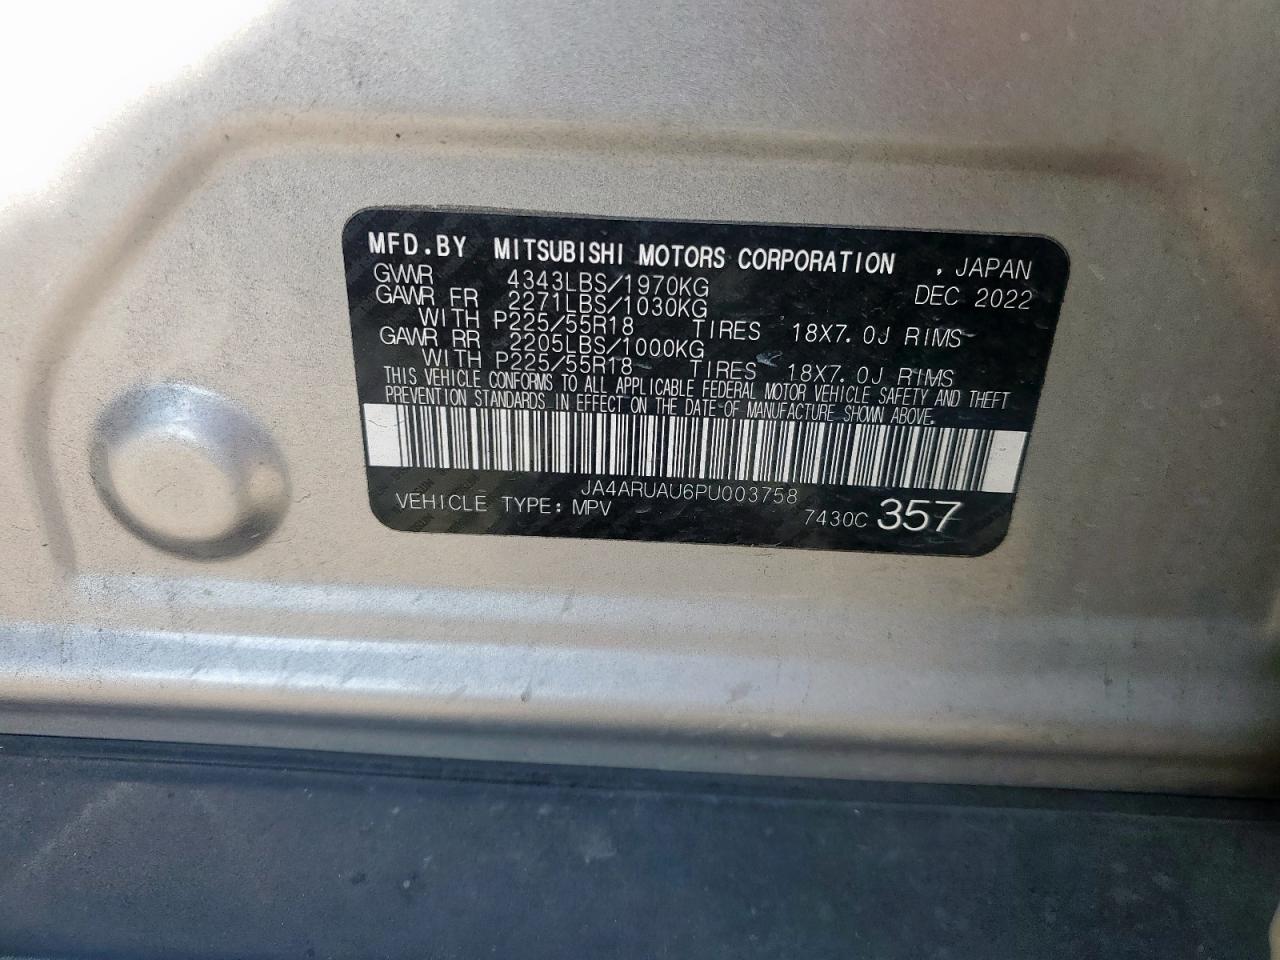 MFD.BY MITSUBISHI MOTORS CORPORATION , JAPAN
GVWR 4343LBS/1970KG DEC 2022
GAWR FR 2271LBS/1030KG
WITH P225/55R18 TIRES 18X7.0J RIMS
GAWR RR 2205LBS/1000KG
WITH P225/55R18 TIRES 18X7.0J RIMS
THIS VEHICLE CONFORMS TO ALL APPLICABLE FEDERAL MOTOR VEHICLE SAFETY AND THEFT
PREVENTION STANDARDS IN EFFECT ON THE DATE OF MANUFACTURE SHOWN ABOVE.
JA4ARUAU6PU003758
VEHICLE TYPE: MPV 7430C 357